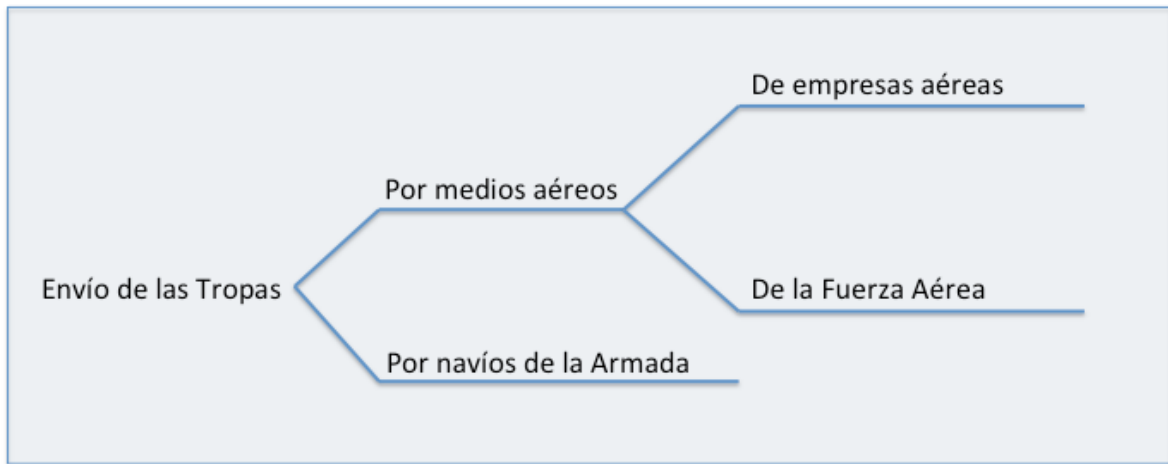 De empresas aéreas
Por medios aéreos
Envío de las Tropas
De la Fuerza Aérea
Por navíos de la Armada